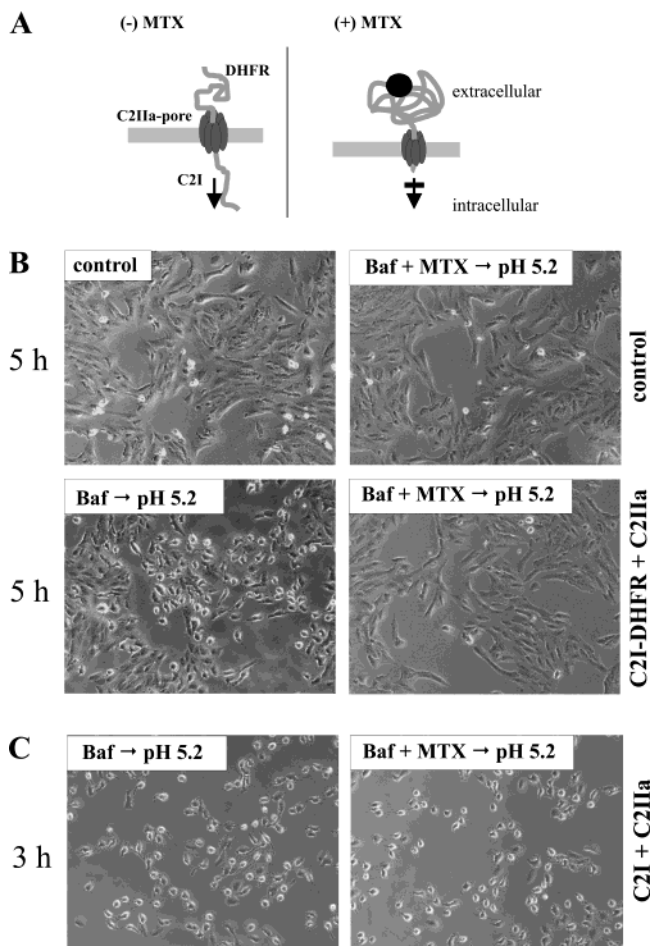 A
(-) MTX
(+) MTX
DHFR
C2IIa-pore
C2I
extracellular
intracellular
B
control
Baf + MTX → pH 5.2
5 h
control
Baf → pH 5.2
Baf + MTX → pH 5.2
5 h
C2I-DHFR + C2IIa
C
Baf → pH 5.2
Baf + MTX → pH 5.2
3 h
C2I + C2IIa